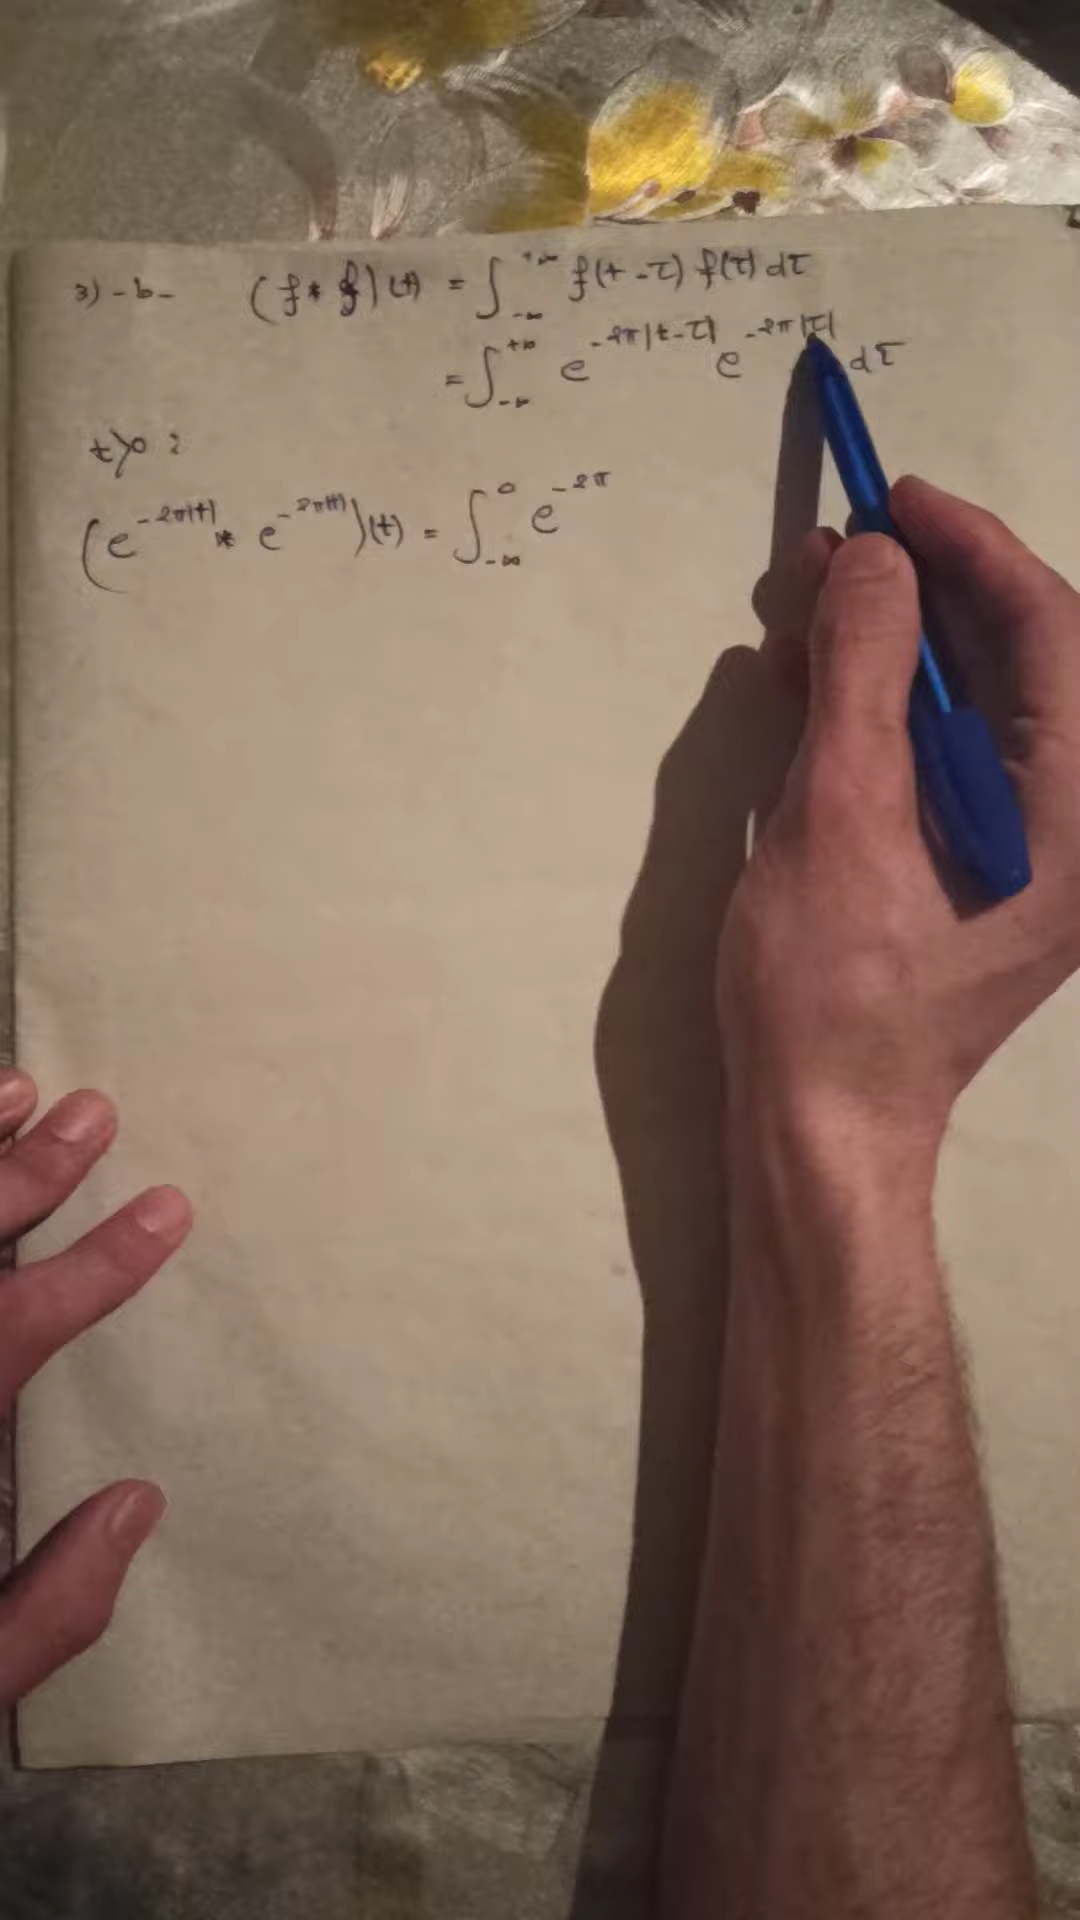 3) -b- (f * f)(t) = ∫_{-∞}^{+∞} f(t-τ) f(τ) dτ
= ∫_{-∞}^{+∞} e^{-2π|t-τ|} e^{-2π|τ|} dτ
t>0 :
(e^{-2π|t|} * e^{-2π|t|})(t) = ∫_{-∞}^{0} e^{-2π